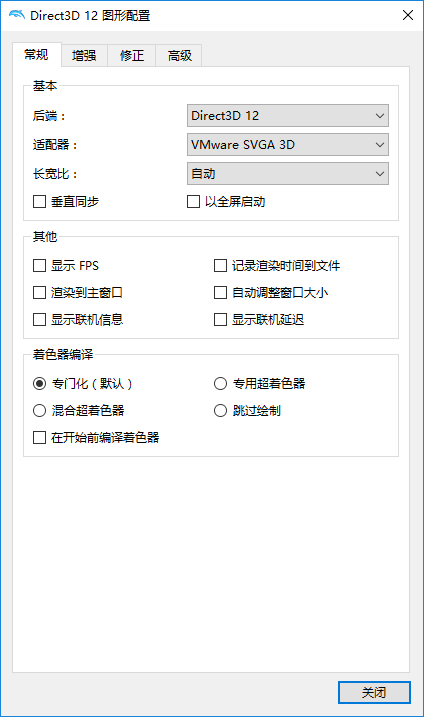 Direct3D 12 图形配置
常规 增强 修正 高级
基本
后端： Direct3D 12
适配器： VMware SVGA 3D
长宽比： 自动
垂直同步 以全屏启动
其他
显示 FPS 记录渲染时间到文件
渲染到主窗口 自动调整窗口大小
显示联机信息 显示联机延迟
着色器编译
专门化（默认） 专用超着色器
混合超着色器 跳过绘制
在开始前编译着色器
关闭